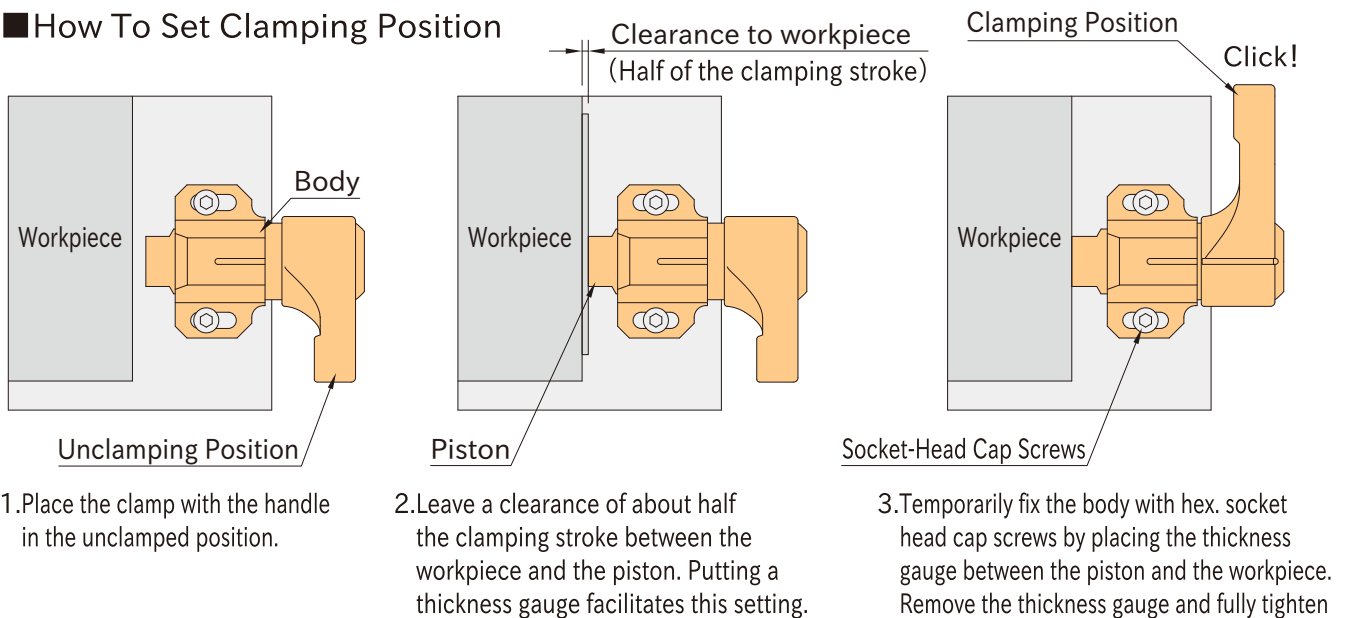 ■How To Set Clamping Position
Clearance to workpiece
(Half of the clamping stroke)
Clamping Position
Click!
Body
Workpiece
Workpiece
Workpiece
Unclamping Position
Piston
Socket-Head Cap Screws
1.Place the clamp with the handle
in the unclamped position.
2.Leave a clearance of about half
the clamping stroke between the
workpiece and the piston. Putting a
thickness gauge facilitates this setting.
3.Temporarily fix the body with hex. socket
head cap screws by placing the thickness
gauge between the piston and the workpiece.
Remove the thickness gauge and fully tighten